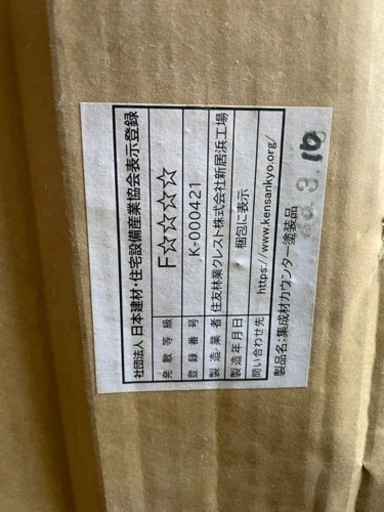 社団法人 日本建材・住宅設備産業協会表示登録
発散等級 F☆☆☆☆
登録番号 K-000421
製造業者 住友林業クレスト株式会社新居浜工場
製造年月日 梱包に表示
問い合わせ先 https://www.kensankyo.org/
製品名:集成材カウンター塗装品